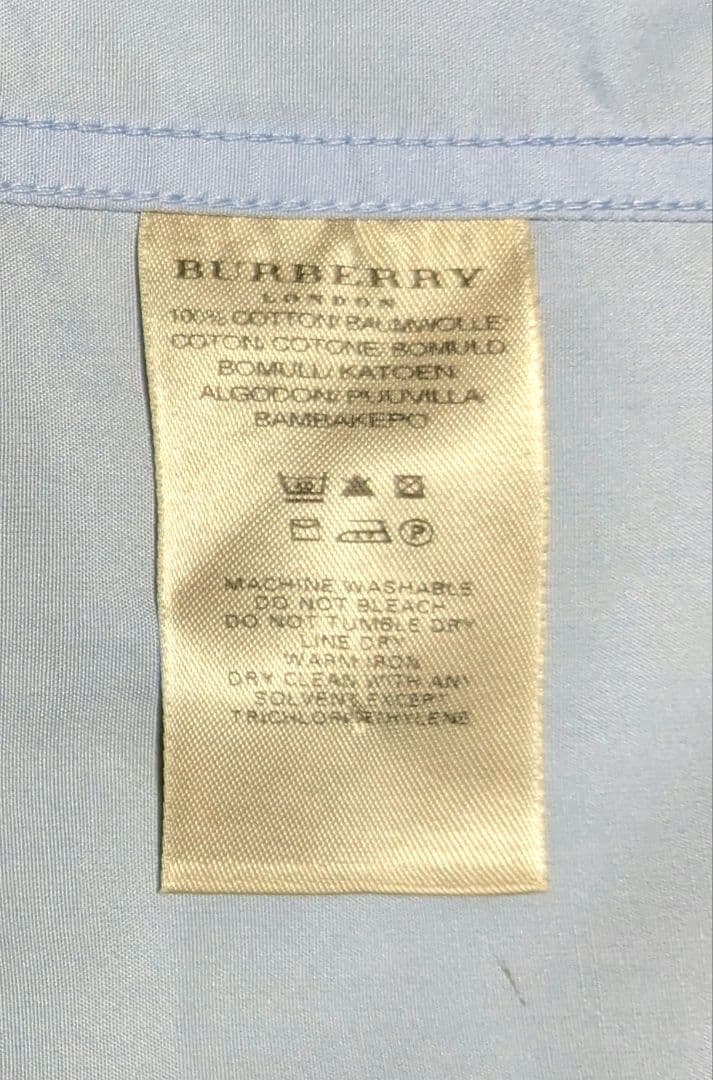 BURBERRY
LONDON
100% COTTON/ BAUMWOLLE/
COTON/ COTONE/ BOMULD
BOMULL/ KATOEN
ALGODON/ PUUVILLA/
BAMBAKEPO
P
MACHINE WASHABLE
DO NOT BLEACH
DO NOT TUMBLE DRY
LINE DRY
WARM IRON
DRY CLEAN WITH ANY
SOLVENT EXCEPT
TRICHLOROETHYLENE